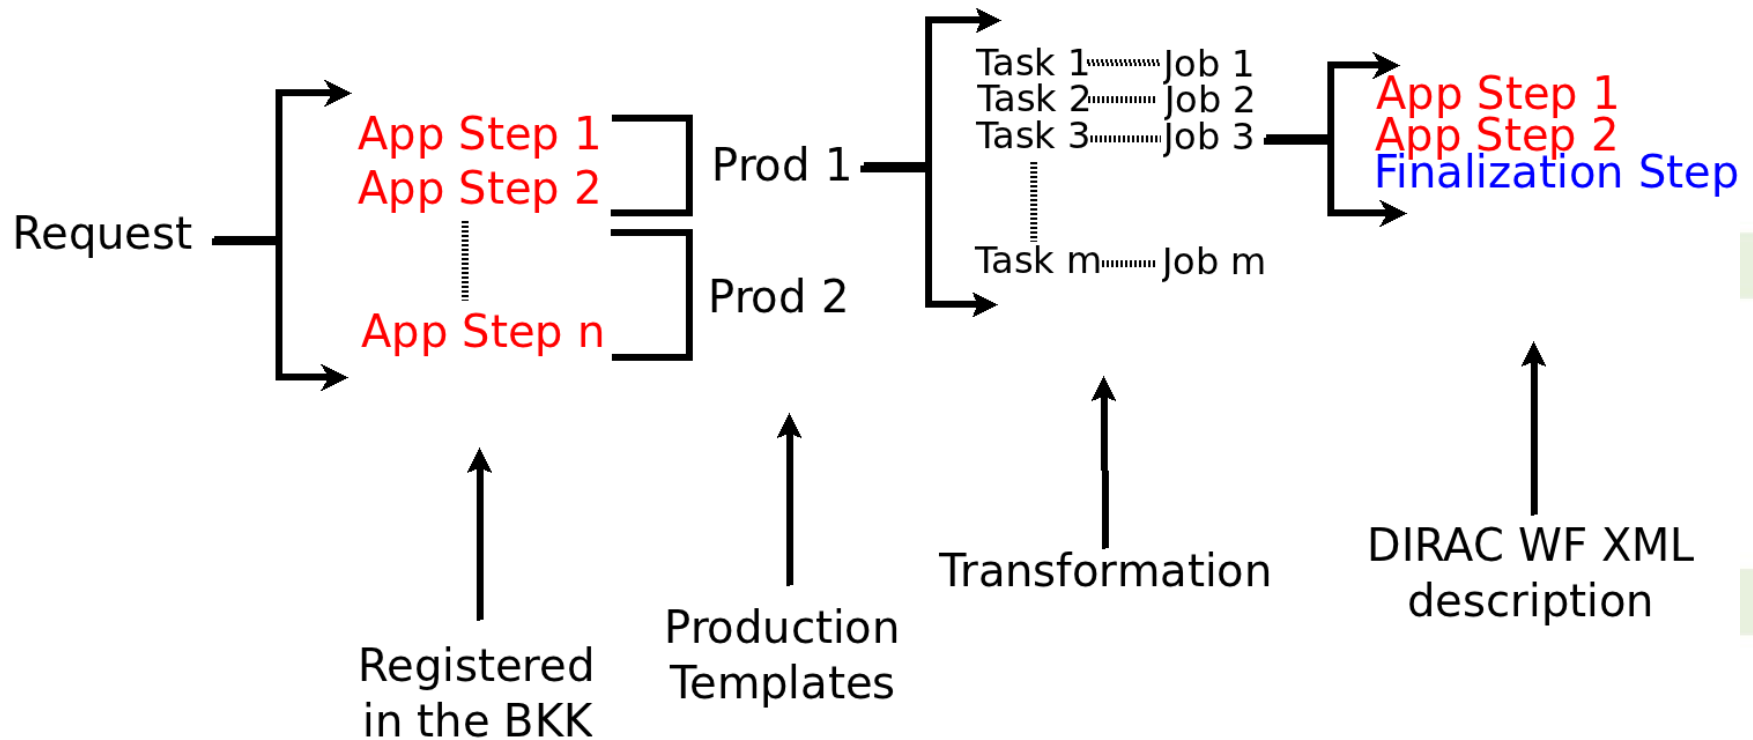 Request
App Step 1
App Step 2
App Step n
Prod 1
Prod 2
Task 1 Job 1
Task 2 Job 2
Task 3 Job 3
Task m Job m
App Step 1
App Step 2
Finalization Step
Registered
in the BKK
Production
Templates
Transformation
DIRAC WF XML
description